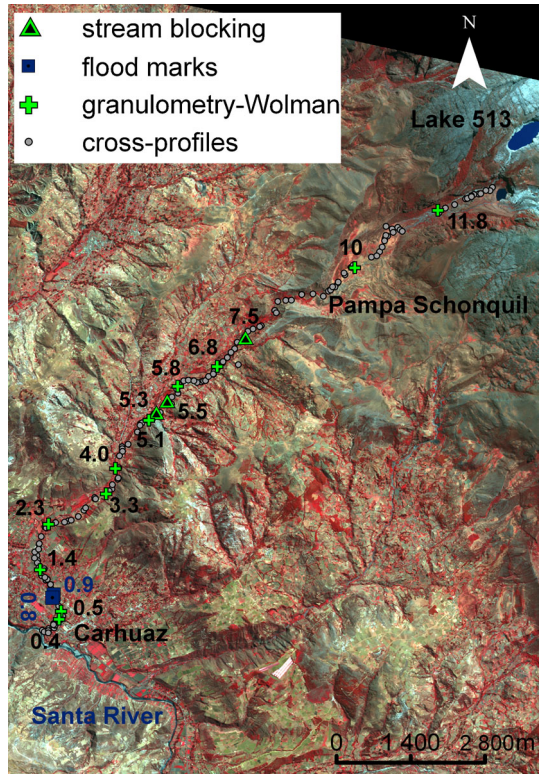 stream blocking
flood marks
granulometry-Wolman
cross-profiles
N
Lake 513
11.8
10
Pampa Schonquil
7.5
6.8
5.8
5.3
5.5
5.1
4.0
3.3
2.3
1.4
0.9
0.8
0.5
0.4
Carhuaz
Santa River
0 1 400 2 800m